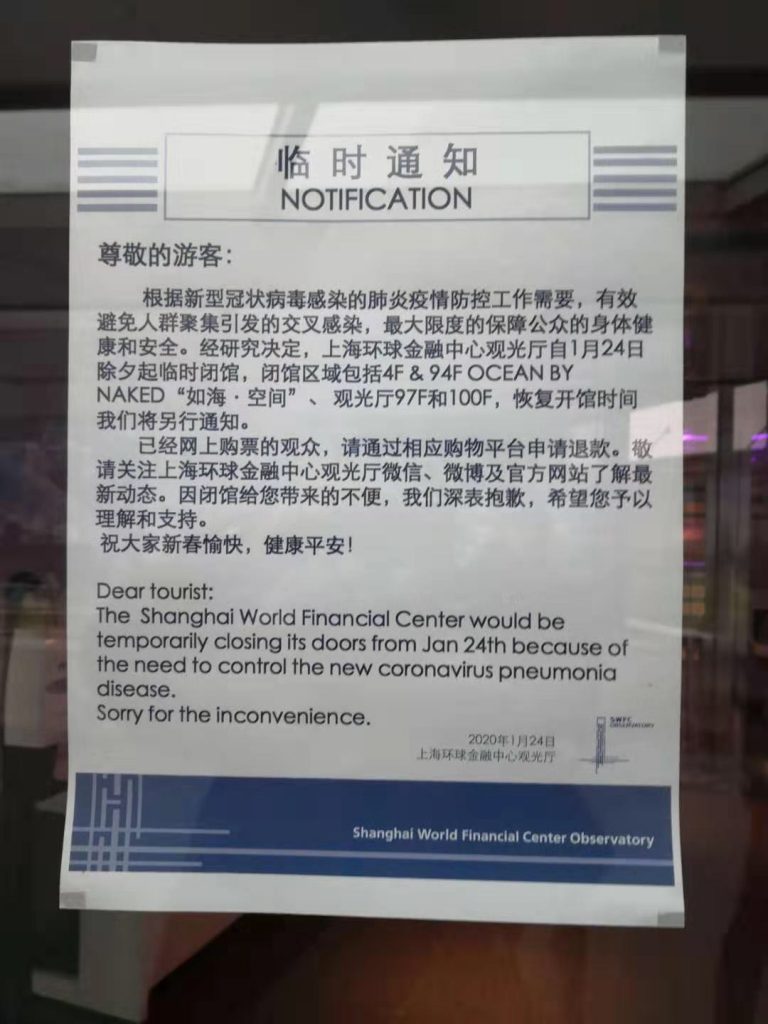 临时通知
NOTIFICATION
尊敬的游客：
根据新型冠状病毒感染的肺炎疫情防控工作需要，有效
避免人群聚集引发的交叉感染，最大限度的保障公众的身体健
康和安全。经研究决定，上海环球金融中心观光厅自1月24日
除夕起临时闭馆，闭馆区域包括4F & 94F OCEAN BY
NAKED“如海·空间”、观光厅97F和100F，恢复开馆时间
我们将另行通知。
已经网上购票的观众，请通过相应购物平台申请退款。敬
请关注上海环球金融中心观光厅微信、微博及官方网站了解最
新动态。因闭馆给您带来的不便，我们深表抱歉，希望您予以
理解和支持。
祝大家新春愉快，健康平安！
Dear tourist:
The Shanghai World Financial Center would be
temporarily closing its doors from Jan 24th because of
the need to control the new coronavirus pneumonia
disease.
Sorry for the inconvenience.
2020年1月24日
上海环球金融中心观光厅
SWFC
OBSERVATORY
Shanghai World Financial Center Observatory